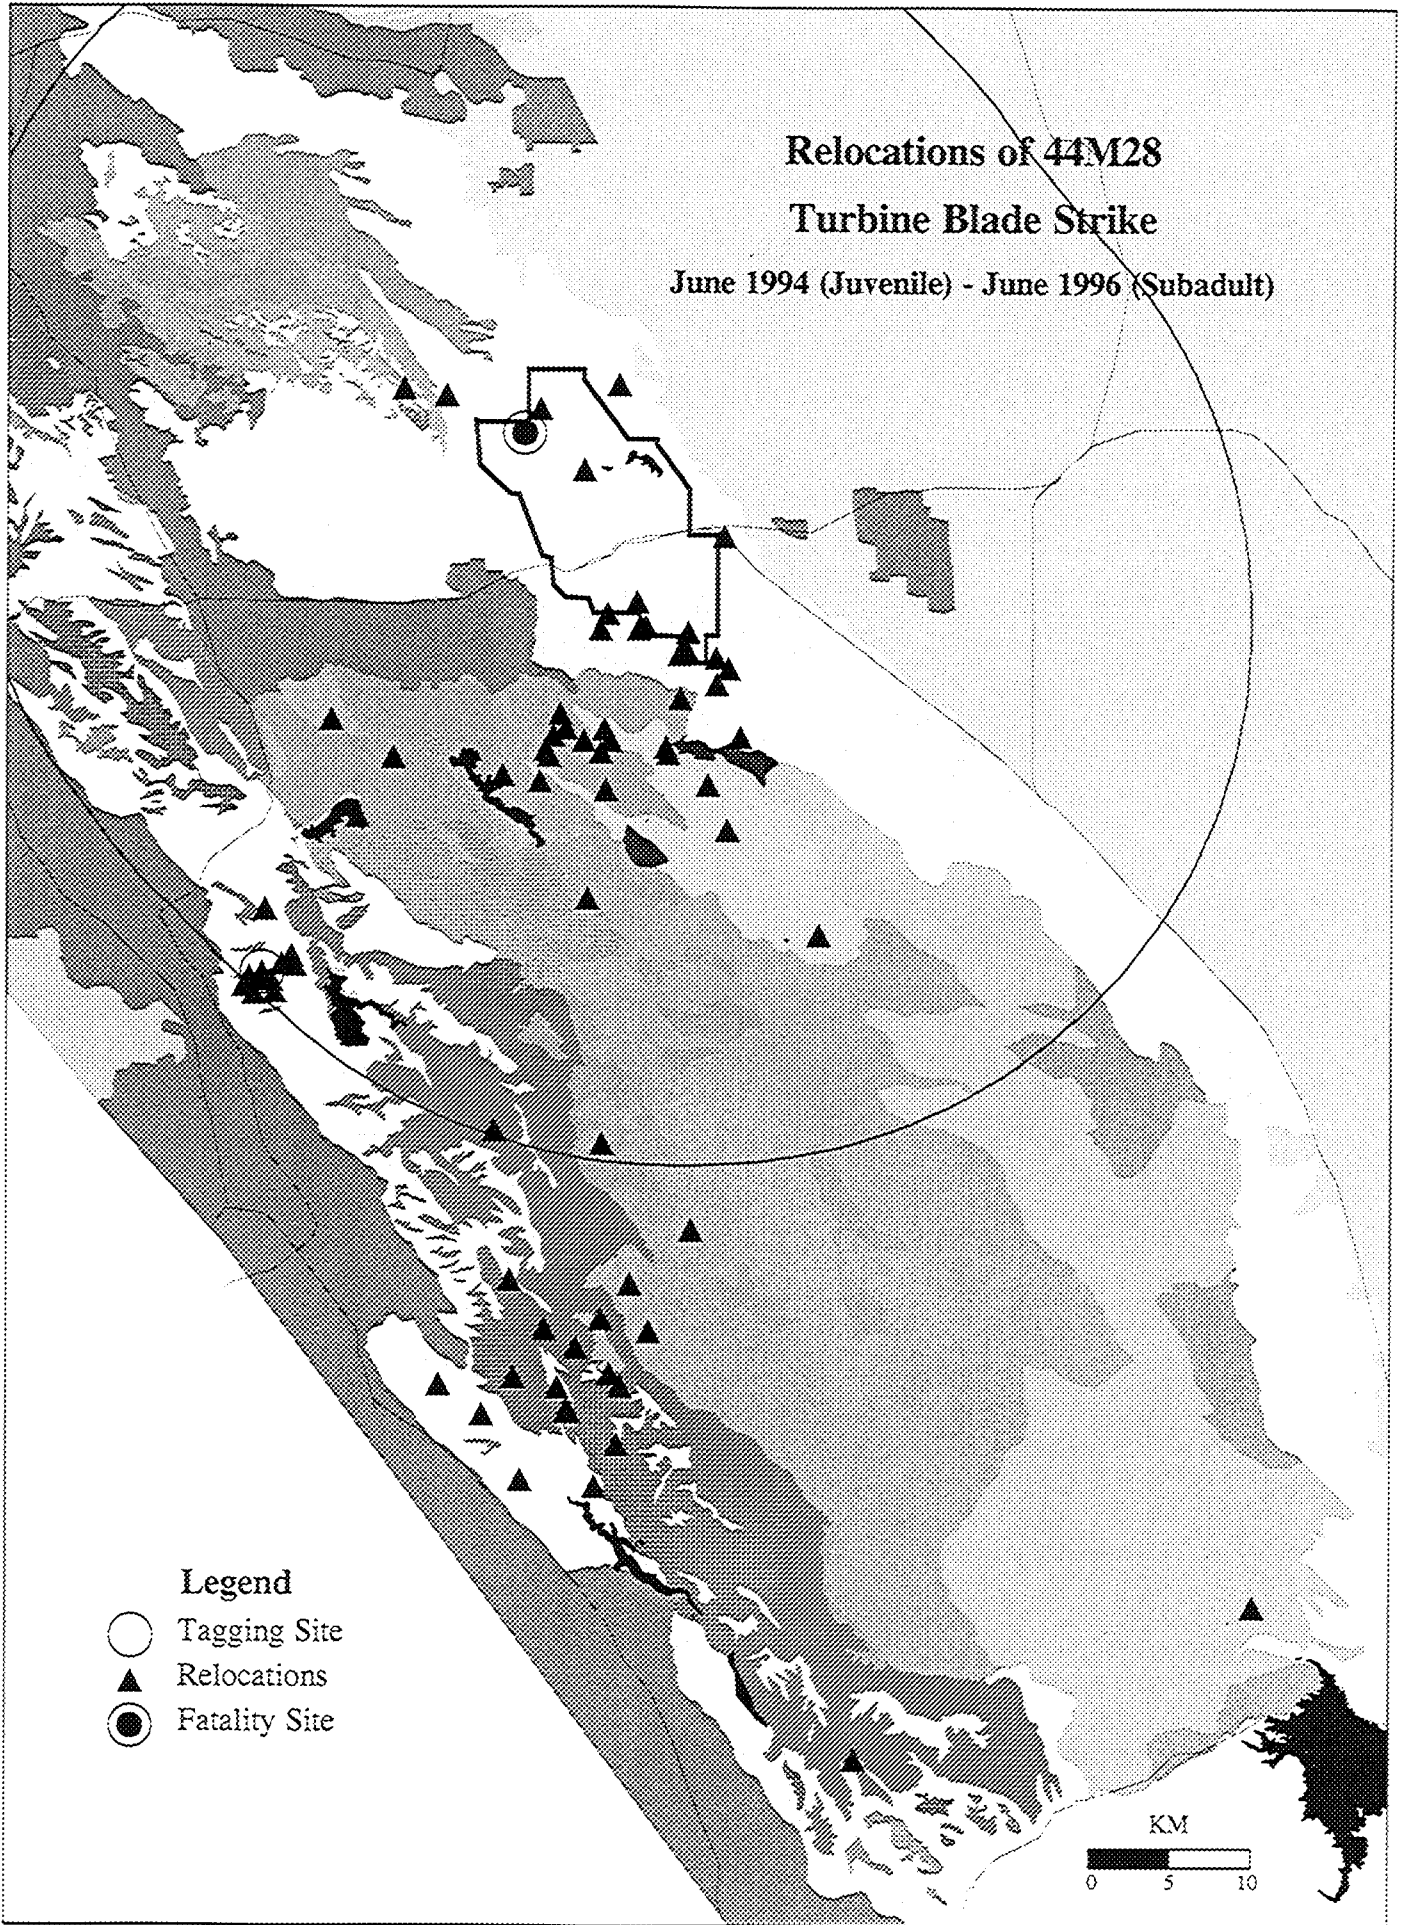 Relocations of 44M28
Turbine Blade Strike
June 1994 (Juvenile) - June 1996 (Subadult)
Legend
Tagging Site
Relocations
Fatality Site
KM
0 5 10